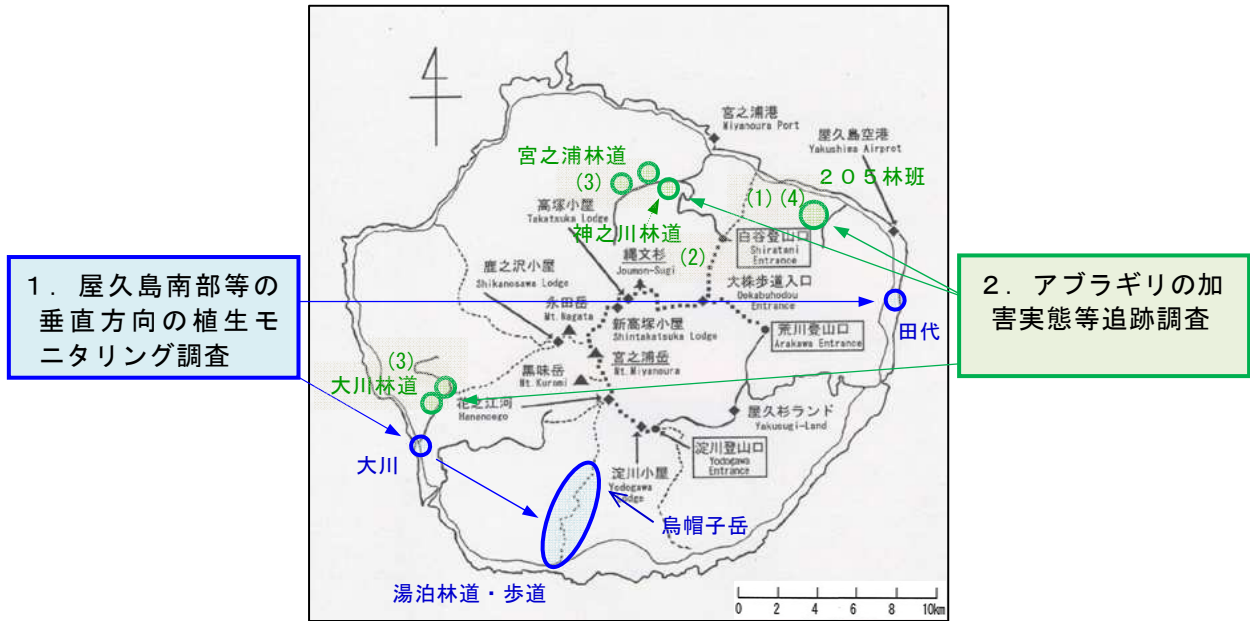 宮之浦港
Miyanoura Port
屋久島空港
Yakushima Airprot
宮之浦林道
(3)
205林班
(1)(4)
高塚小屋
Takatsuka Lodge
神之川林道
(2)
白谷登山口
Shiratani
Entrance
縄文杉
Joumon-Sugi
鹿之沢小屋
Shikanosawa Lodge
大株歩道入口
Ookabuhodou
Entrance
1.屋久島南部等の
垂直方向の植生モ
ニタリング調査
2.アブラギリの加
害実態等追跡調査
永田岳
Mt.Nagata
新高塚小屋
Shintakatsuka Lodge
荒川登山口
Arakawa Entrance
田代
宮之浦岳
Mt.Miyanoura
黒味岳
Mt.Kuromi
(3)
大川林道
花之江河
Hananoego
屋久杉ランド
Yakusugi-Land
大川
淀川小屋
Yodogawa
Lodge
淀川登山口
Yodogawa
Entrance
烏帽子岳
湯泊林道・歩道
0 2 4 6 8 10km